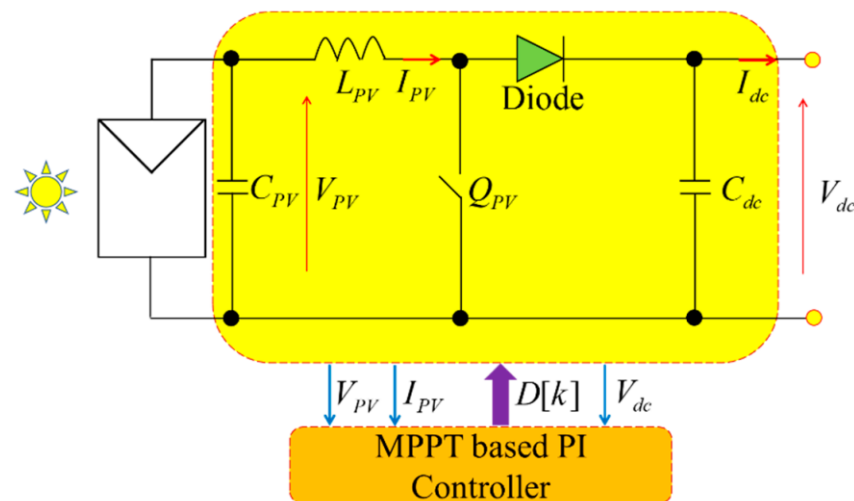 L_PV I_PV Diode I_dc
C_PV V_PV Q_PV C_dc V_dc
V_PV I_PV D[k] V_dc
MPPT based PI
Controller